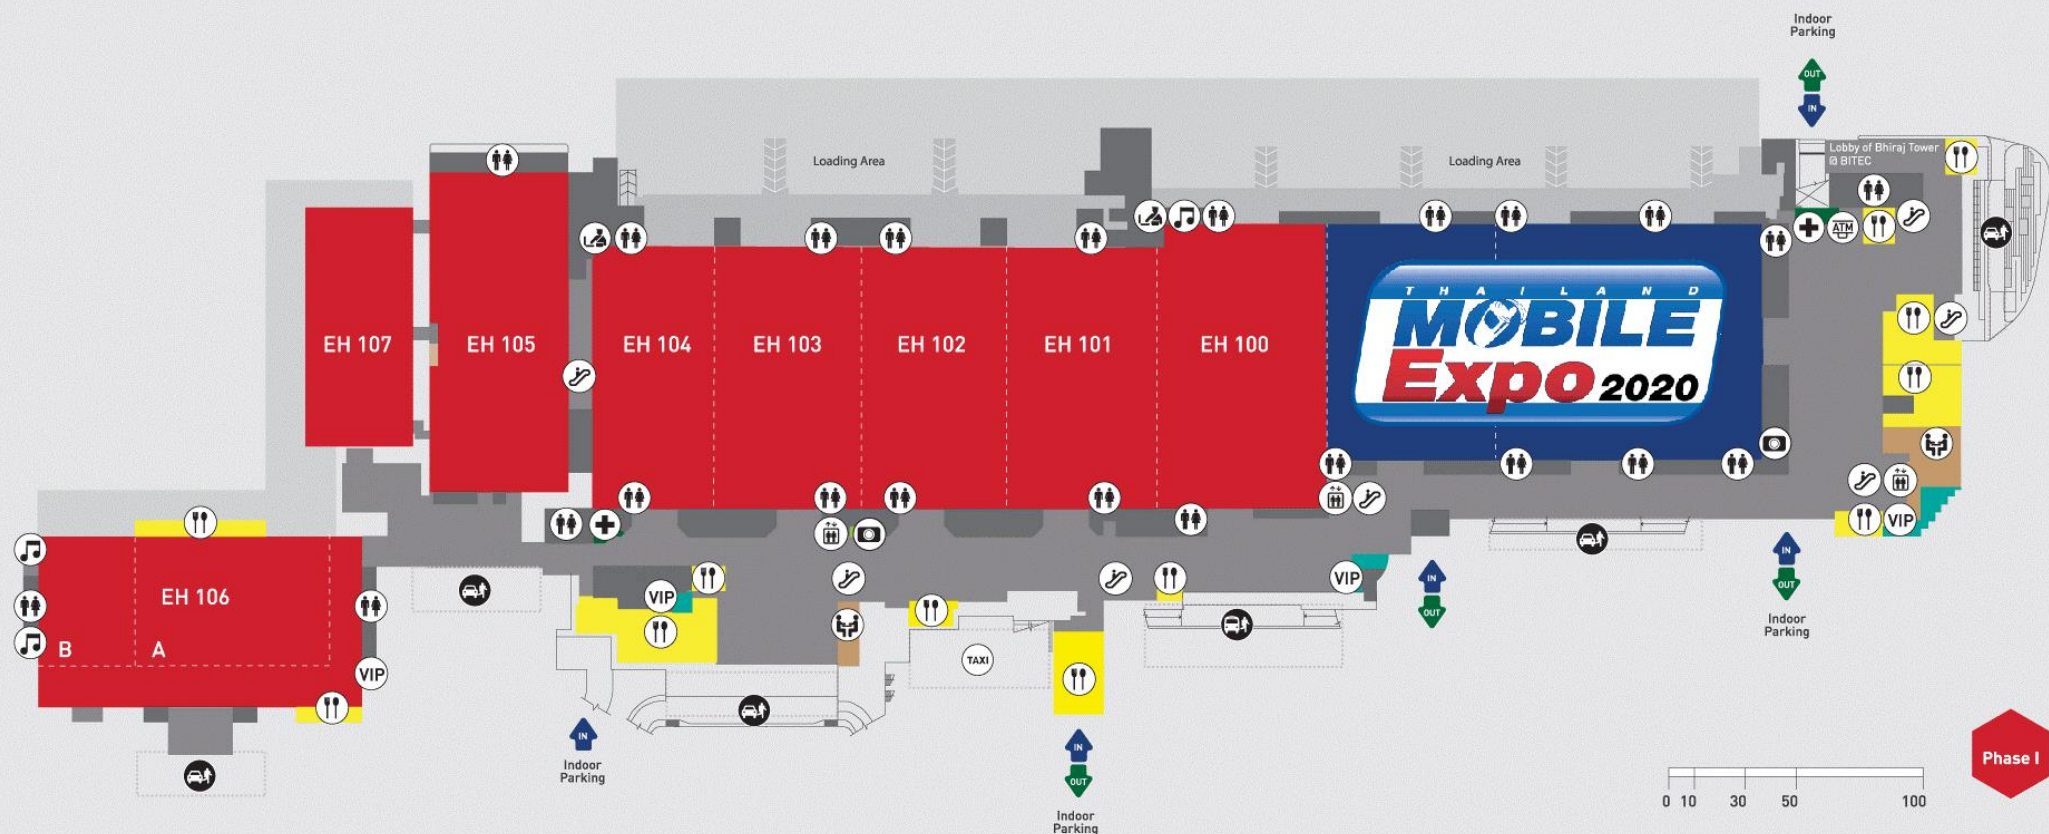 Indoor
Parking
OUT
IN
Loading Area
Loading Area
Lobby of Bhiraj Tower
@ BITEC
ATM
THAILAND
MOBILE
Expo 2020
EH 107
EH 105
EH 104
EH 103
EH 102
EH 101
EH 100
VIP
IN
OUT
IN
OUT
Indoor
Parking
VIP
VIP
EH 106
B
A
VIP
TAXI
IN
Indoor
Parking
IN
OUT
Indoor
Parking
0 10 30 50 100
Phase I